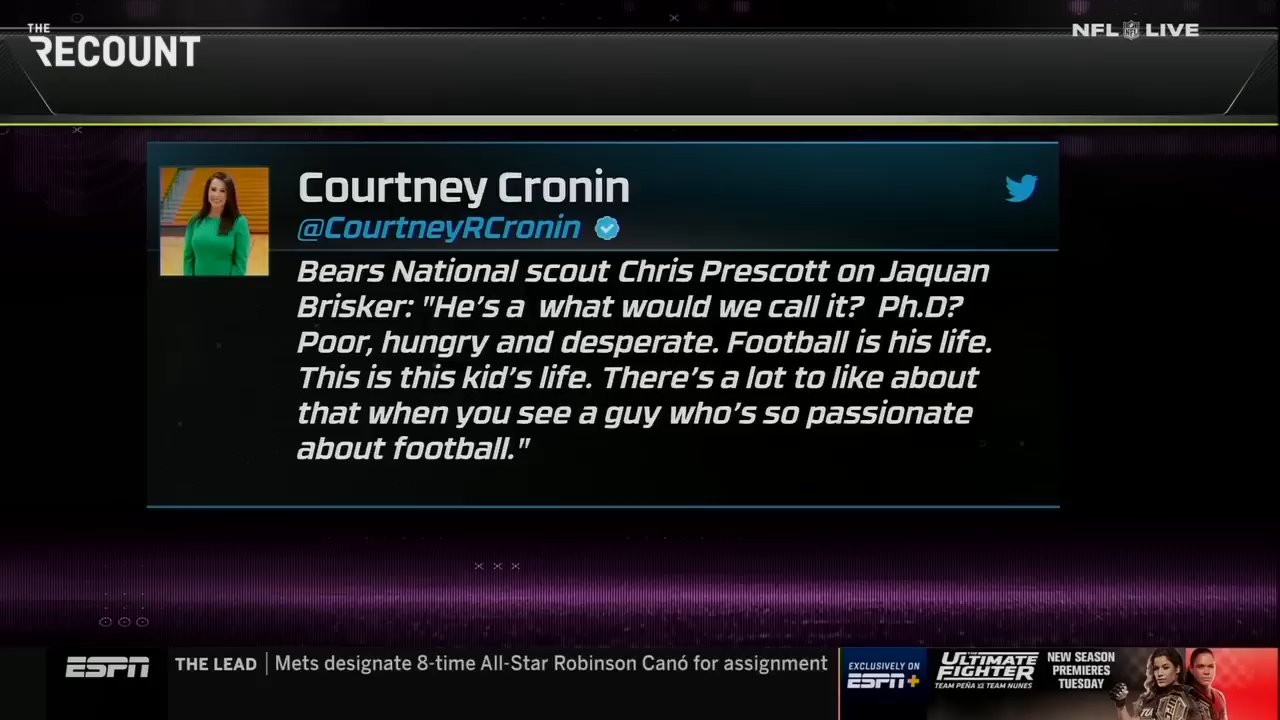 THE
RECOUNT
NFL LIVE
Courtney Cronin
@CourtneyRCronin
Bears National scout Chris Prescott on Jaquan
Brisker: "He's a what would we call it? Ph.D?
Poor, hungry and desperate. Football is his life.
This is this kid's life. There's a lot to like about
that when you see a guy who's so passionate
about football."
ESPN
THE LEAD | Mets designate 8-time All-Star Robinson Canó for assignment
EXCLUSIVELY ON
ESPN+
THE ULTIMATE
FIGHTER
TEAM PEÑA vs TEAM NUNES
NEW SEASON
PREMIERES
TUESDAY